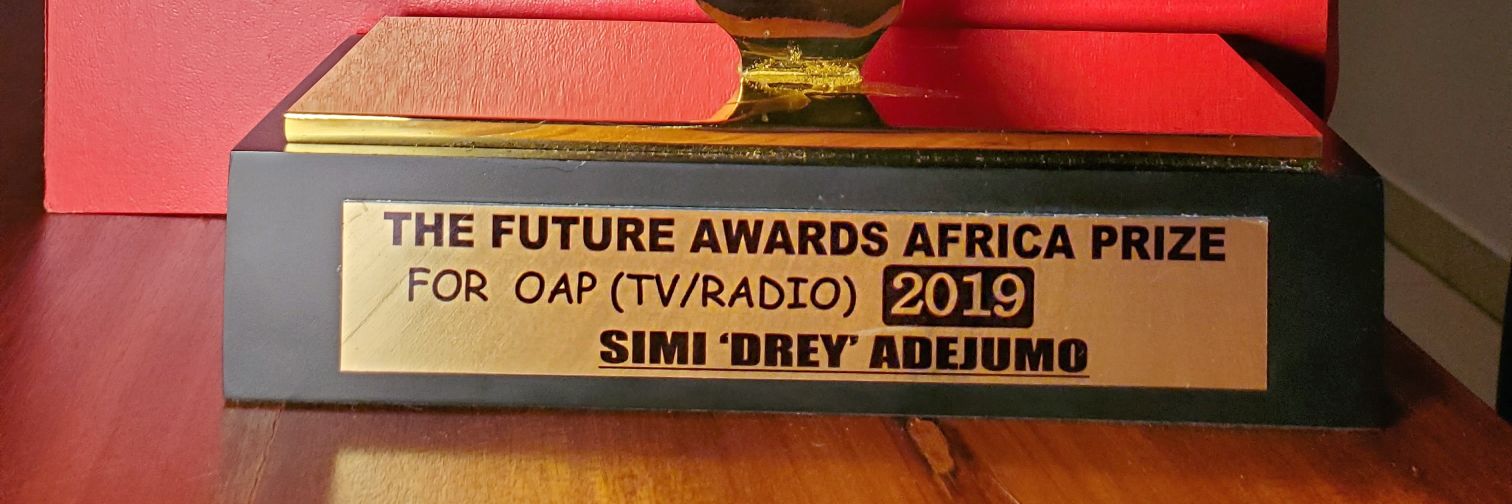 THE FUTURE AWARDS AFRICA PRIZE
FOR OAP (TV/RADIO) 2019
SIMI ‘DREY’ ADEJUMO